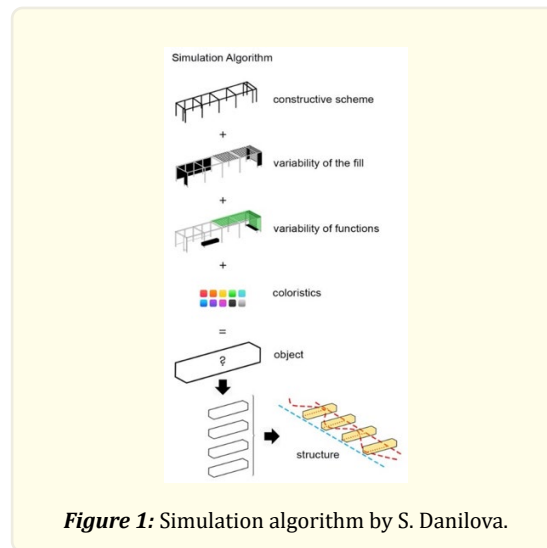 Simulation Algorithm
constructive scheme
+
variability of the fill
+
variability of functions
+
coloristics
=
?
object
structure
Figure 1: Simulation algorithm by S. Danilova.